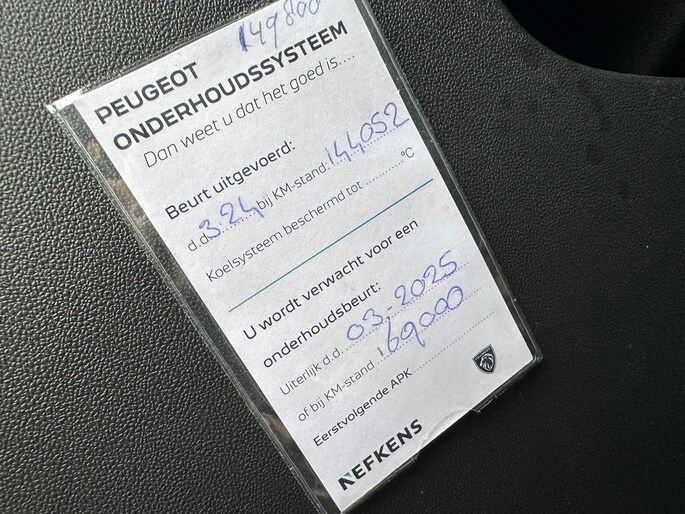 149800
PEUGEOT
ONDERHOUDSSYSTEEM
Dan weet u dat het goed is....
Beurt uitgevoerd:
d.d. 3.24 bij KM-stand: 144052
Koelsysteem beschermd tot .......... °C
U wordt verwacht voor een
onderhoudsbeurt:
Uiterlijk d.d. 03-2025
of bij KM-stand 169000
Eerstvolgende APK
NEFKENS